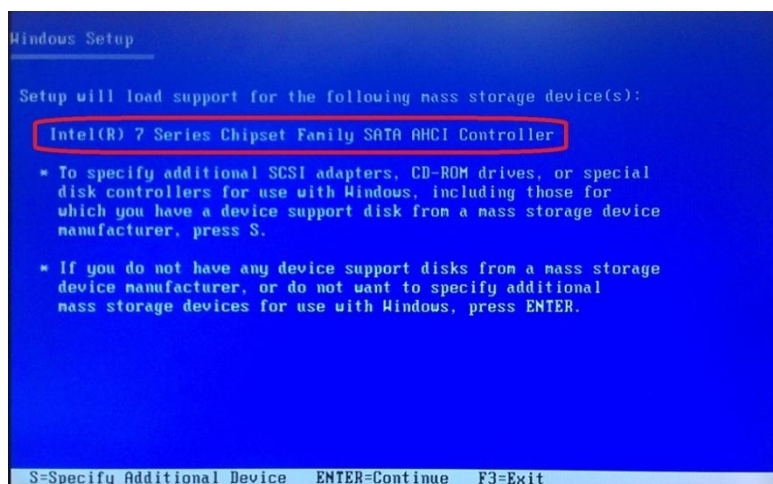 Windows Setup
Setup will load support for the following mass storage device(s):
Intel(R) 7 Series Chipset Family SATA AHCI Controller
* To specify additional SCSI adapters, CD-ROM drives, or special
disk controllers for use with Windows, including those for
which you have a device support disk from a mass storage device
manufacturer, press S.
* If you do not have any device support disks from a mass storage
device manufacturer, or do not want to specify additional
mass storage devices for use with Windows, press ENTER.
S=Specify Additional Device ENTER=Continue F3=Exit